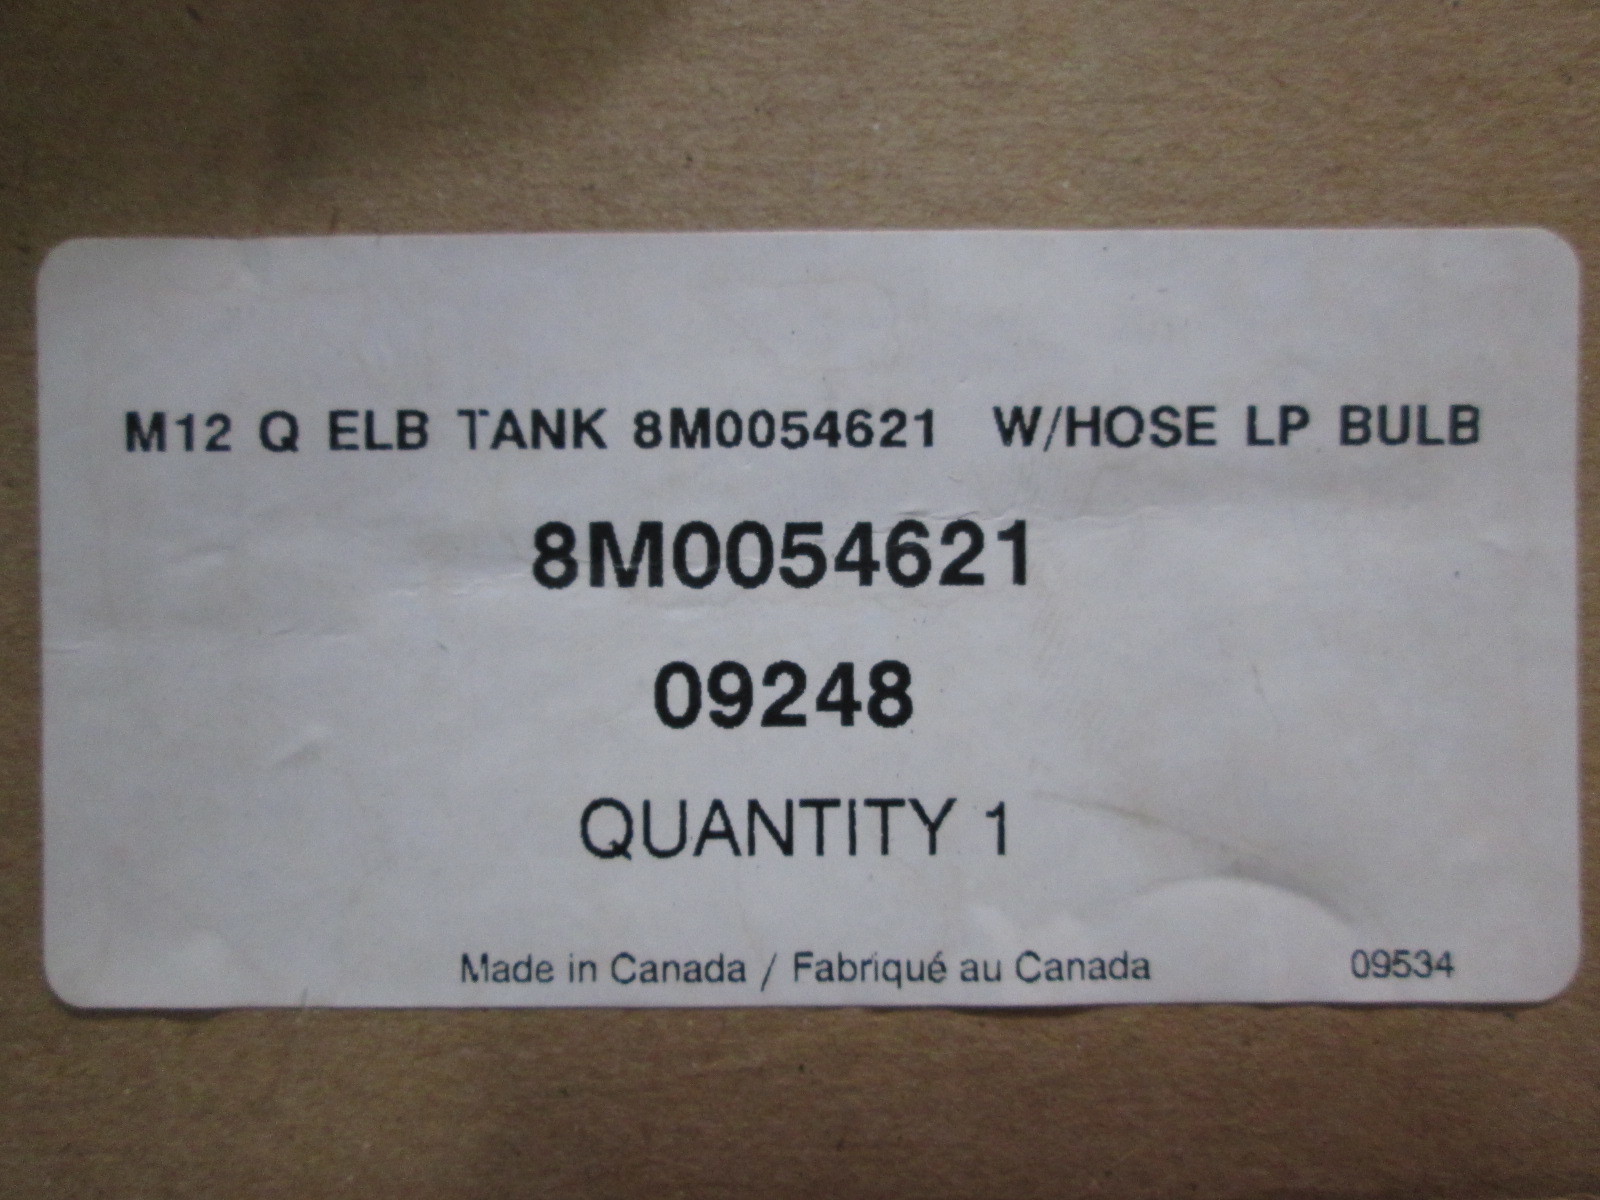 M12 Q ELB TANK 8M0054621 W/HOSE LP BULB
8M0054621
09248
QUANTITY 1
Made in Canada / Fabriqué au Canada 09534